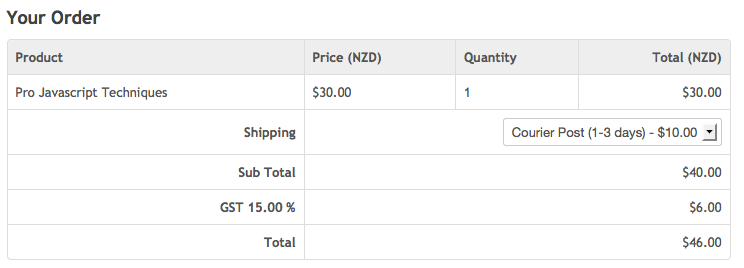 Your Order
Product Price (NZD) Quantity Total (NZD)
Pro Javascript Techniques $30.00 1 $30.00
Shipping Courier Post (1-3 days) - $10.00
Sub Total $40.00
GST 15.00 % $6.00
Total $46.00